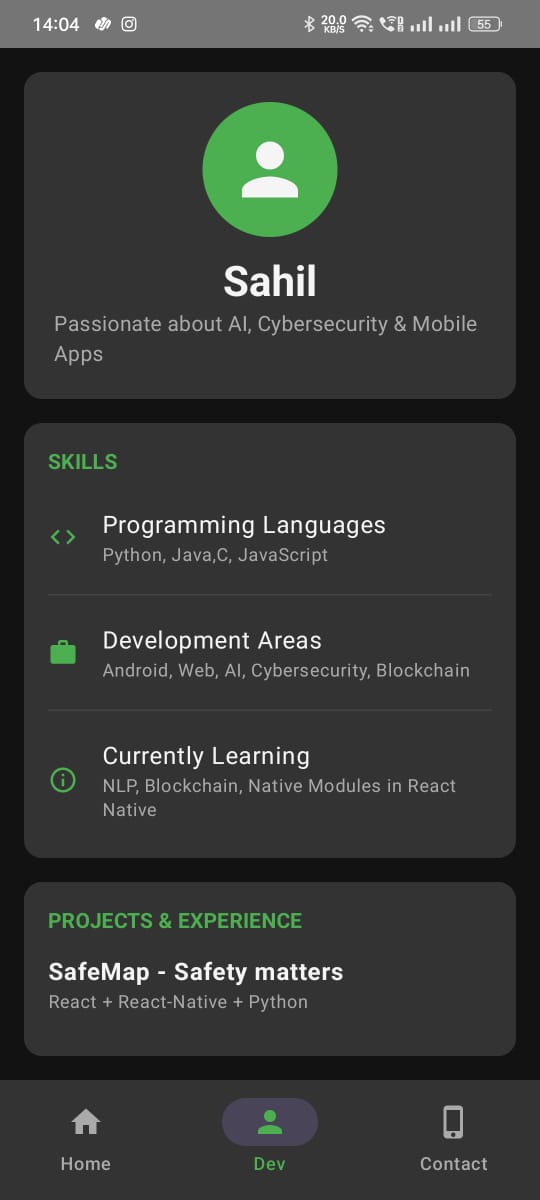 14:04
20.0
KB/S
55
Sahil
Passionate about AI, Cybersecurity & Mobile
Apps
SKILLS
Programming Languages
Python, Java,C, JavaScript
Development Areas
Android, Web, AI, Cybersecurity, Blockchain
Currently Learning
NLP, Blockchain, Native Modules in React
Native
PROJECTS & EXPERIENCE
SafeMap - Safety matters
React + React-Native + Python
Home
Dev
Contact